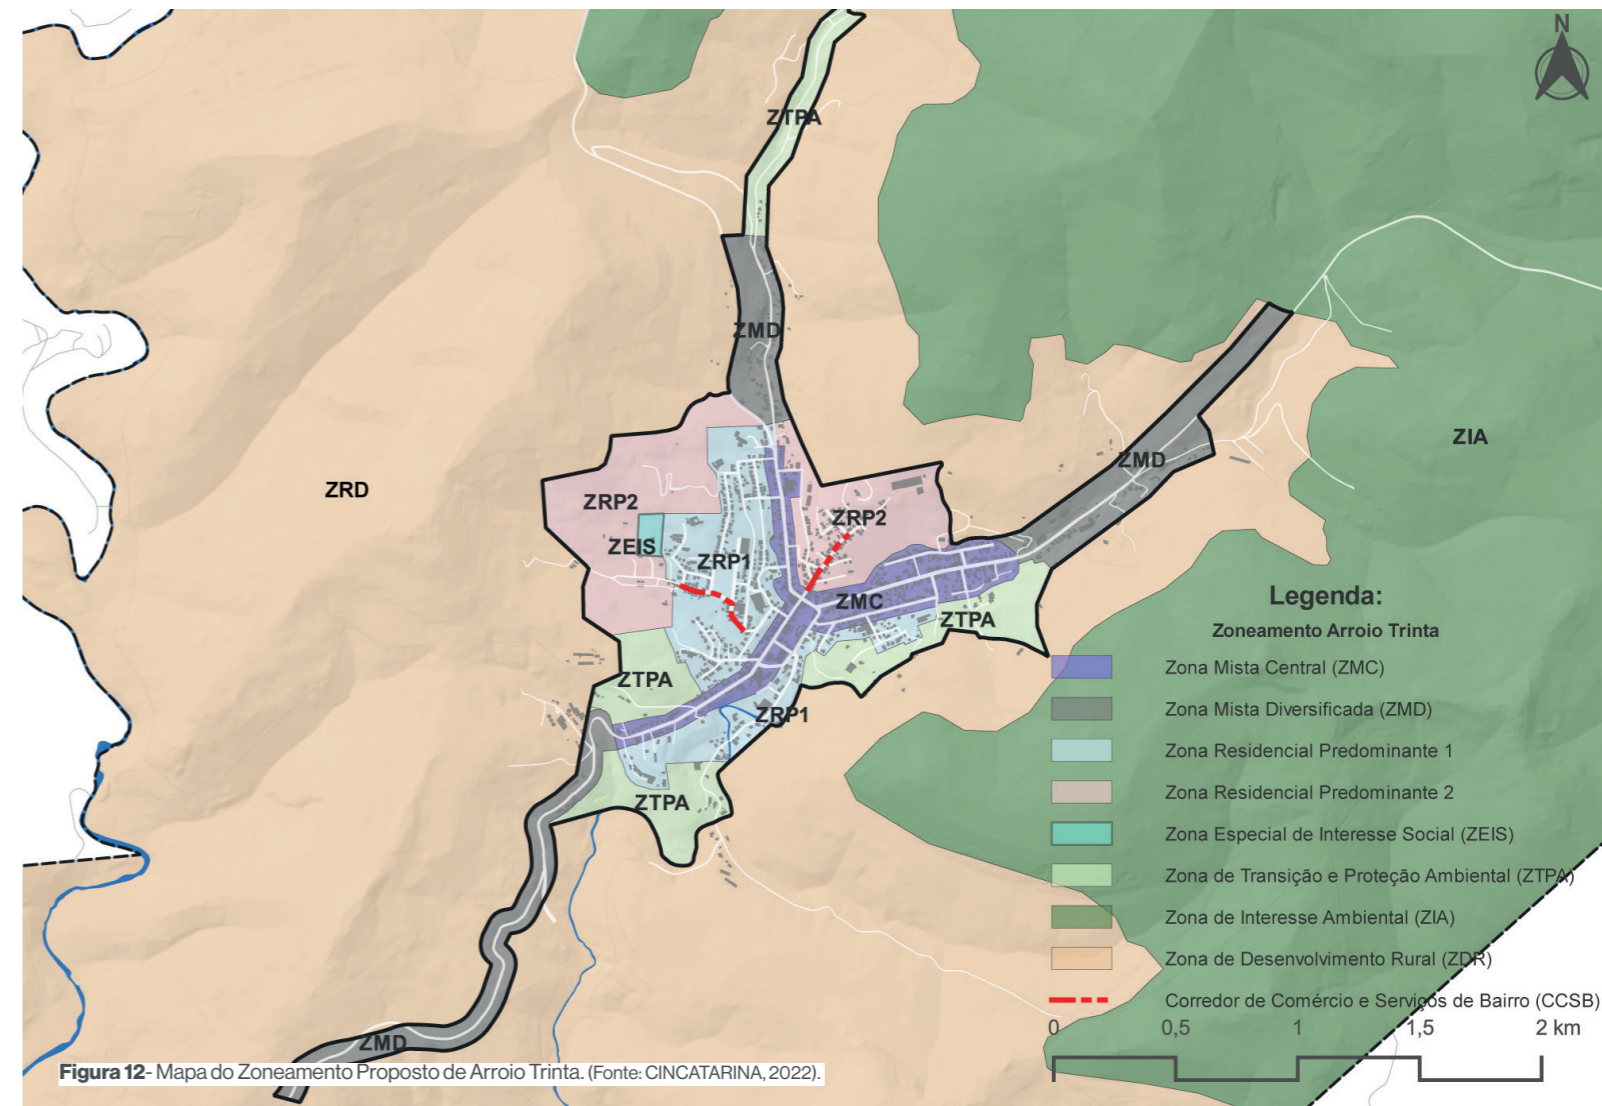 N
ZTPA
ZMD
ZIA
ZMD
ZRD
ZRP2
ZRP2
ZEIS
ZRP1
ZMC
ZTPA
ZTPA
ZRP1
ZTPA
ZMD
Legenda:
Zoneamento Arroio Trinta
Zona Mista Central (ZMC)
Zona Mista Diversificada (ZMD)
Zona Residencial Predominante 1
Zona Residencial Predominante 2
Zona Especial de Interesse Social (ZEIS)
Zona de Transição e Proteção Ambiental (ZTPA)
Zona de Interesse Ambiental (ZIA)
Zona de Desenvolvimento Rural (ZDR)
Corredor de Comércio e Serviços de Bairro (CCSB)
0 0,5 1 1,5 2 km
Figura 12- Mapa do Zoneamento Proposto de Arroio Trinta. (Fonte: CINCATARINA, 2022).